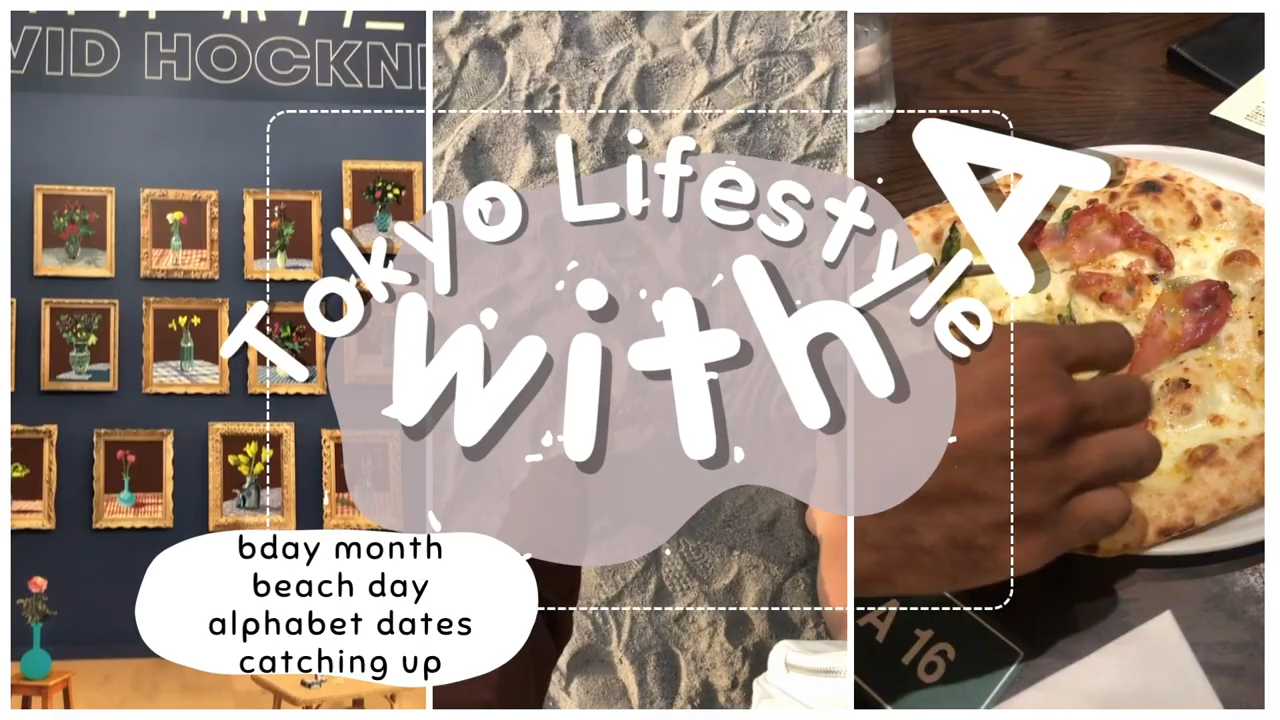 VID HOCKN
Tokyo Lifestyle
with
A
bday month
beach day
alphabet dates
catching up
A 16